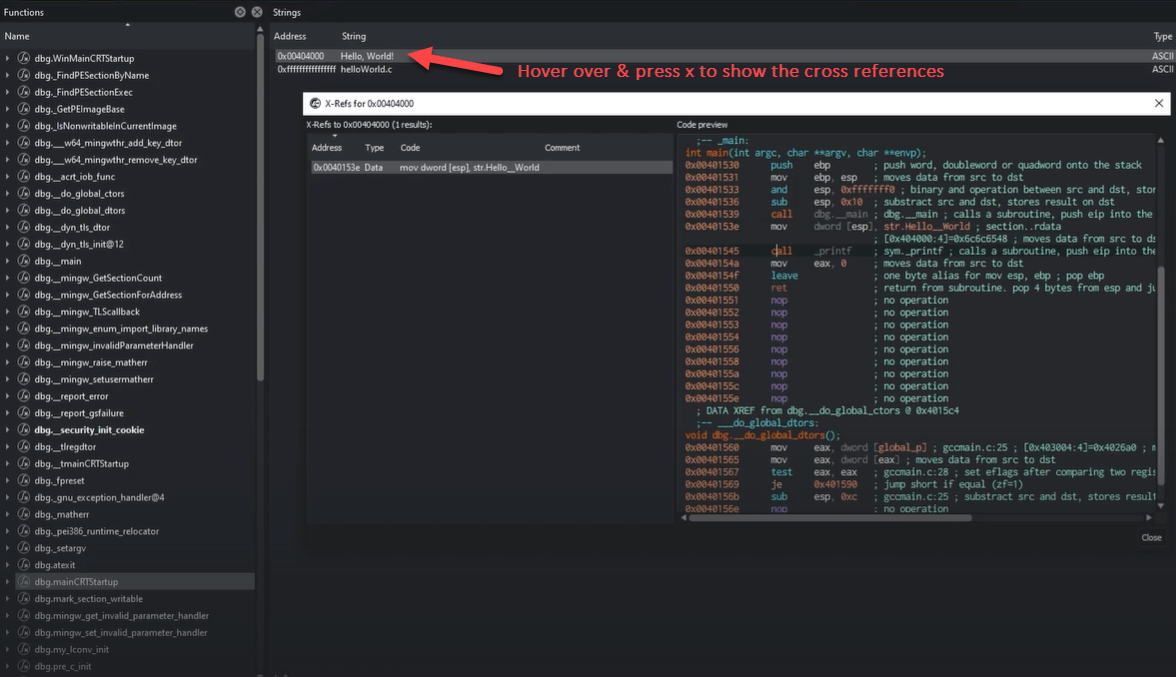 Functions
Name
dbg.WinMainCRTStartup
dbg._FindPESectionByName
dbg._FindPESectionExec
dbg._GetPEImageBase
dbg._IsNonwritableInCurrentImage
dbg.___w64_mingwthr_add_key_dtor
dbg.___w64_mingwthr_remove_key_dtor
dbg.__acrt_iob_func
dbg.__do_global_ctors
dbg.__do_global_dtors
dbg.__dyn_tls_dtor
dbg.__dyn_tls_init@12
dbg.__main
dbg.__mingw_GetSectionCount
dbg.__mingw_GetSectionForAddress
dbg.__mingw_TLScallback
dbg.__mingw_enum_import_library_names
dbg.__mingw_invalidParameterHandler
dbg.__mingw_raise_matherr
dbg.__mingw_setusermatherr
dbg.__report_error
dbg.__report_gsfailure
dbg.__security_init_cookie
dbg.__tlregdtor
dbg.__tmainCRTStartup
dbg._fpreset
dbg._gnu_exception_handler@4
dbg._matherr
dbg._pei386_runtime_relocator
dbg._setargv
dbg.atexit
dbg.mainCRTStartup
dbg.mark_section_writable
dbg.mingw_get_invalid_parameter_handler
dbg.mingw_set_invalid_parameter_handler
dbg.my_lconv_init
dbg.pre_c_init
Strings
Address String Type
0x00404000 Hello, World! ASCII
0xffffffffffffffff helloWorld.c ASCII
Hover over & press x to show the cross references
X-Refs for 0x00404000
X-Refs to 0x00404000 (1 results):
Address Type Code Comment
0x0040153e Data mov dword [esp], str.Hello__World
Code preview
;-- _main:
int main(int argc, char **argv, char **envp);
0x00401530 push ebp ; push word, doubleword or quadword onto the stack
0x00401531 mov ebp, esp ; moves data from src to dst
0x00401533 and esp, 0xfffffff0 ; binary and operation between src and dst, stor
0x00401536 sub esp, 0x10 ; substract src and dst, stores result on dst
0x00401539 call dbg.__main ; dbg.__main ; calls a subroutine, push eip into the
0x0040153e mov dword [esp], str.Hello__World ; section..rdata
; [0x404000:4]=0x6c6c6548 ; moves data from src to ds
0x00401545 call _printf ; sym._printf ; calls a subroutine, push eip into the
0x0040154a mov eax, 0 ; moves data from src to dst
0x0040154f leave ; one byte alias for mov esp, ebp ; pop ebp
0x00401550 ret ; return from subroutine. pop 4 bytes from esp and ju
0x00401551 nop ; no operation
0x00401552 nop ; no operation
0x00401553 nop ; no operation
0x00401554 nop ; no operation
0x00401556 nop ; no operation
0x00401558 nop ; no operation
0x0040155a nop ; no operation
0x0040155c nop ; no operation
0x0040155e nop ; no operation
; DATA XREF from dbg.__do_global_ctors @ 0x4015c4
;-- ___do_global_dtors:
void dbg.__do_global_dtors();
0x00401560 mov eax, dword [global_p] ; gccmain.c:25 ; [0x403004:4]=0x4026a0 ; m
0x00401565 mov eax, dword [eax] ; moves data from src to dst
0x00401567 test eax, eax ; gccmain.c:28 ; set eflags after comparing two regis
0x00401569 je 0x401590 ; jump short if equal (zf=1)
0x0040156b sub esp, 0xc ; gccmain.c:25 ; substract src and dst, stores result
0x0040156e nop ; no operation
Close